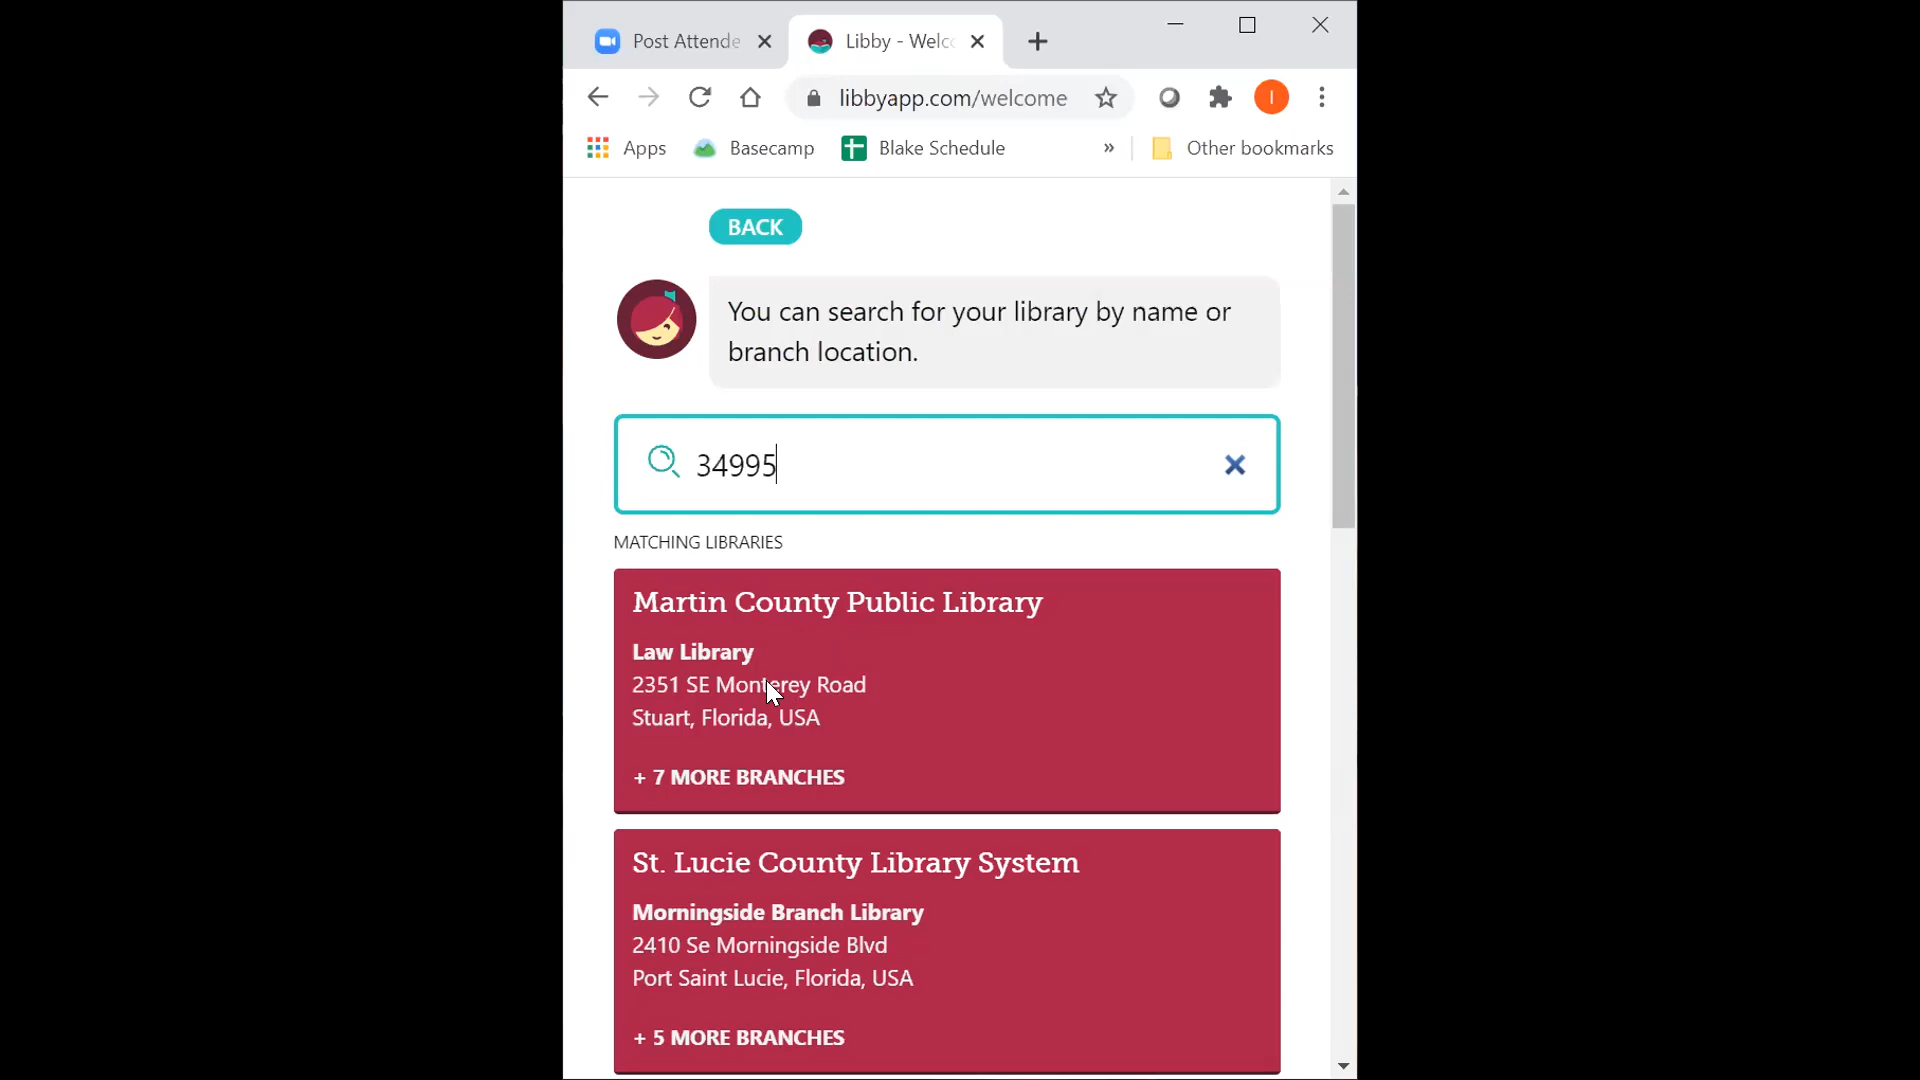 Post Attende
Libby - Welc
libbyapp.com/welcome
I
Apps
Basecamp
Blake Schedule
»
Other bookmarks
BACK
You can search for your library by name or
branch location.
34995
MATCHING LIBRARIES
Martin County Public Library
Law Library
2351 SE Monterey Road
Stuart, Florida, USA
+ 7 MORE BRANCHES
St. Lucie County Library System
Morningside Branch Library
2410 Se Morningside Blvd
Port Saint Lucie, Florida, USA
+ 5 MORE BRANCHES